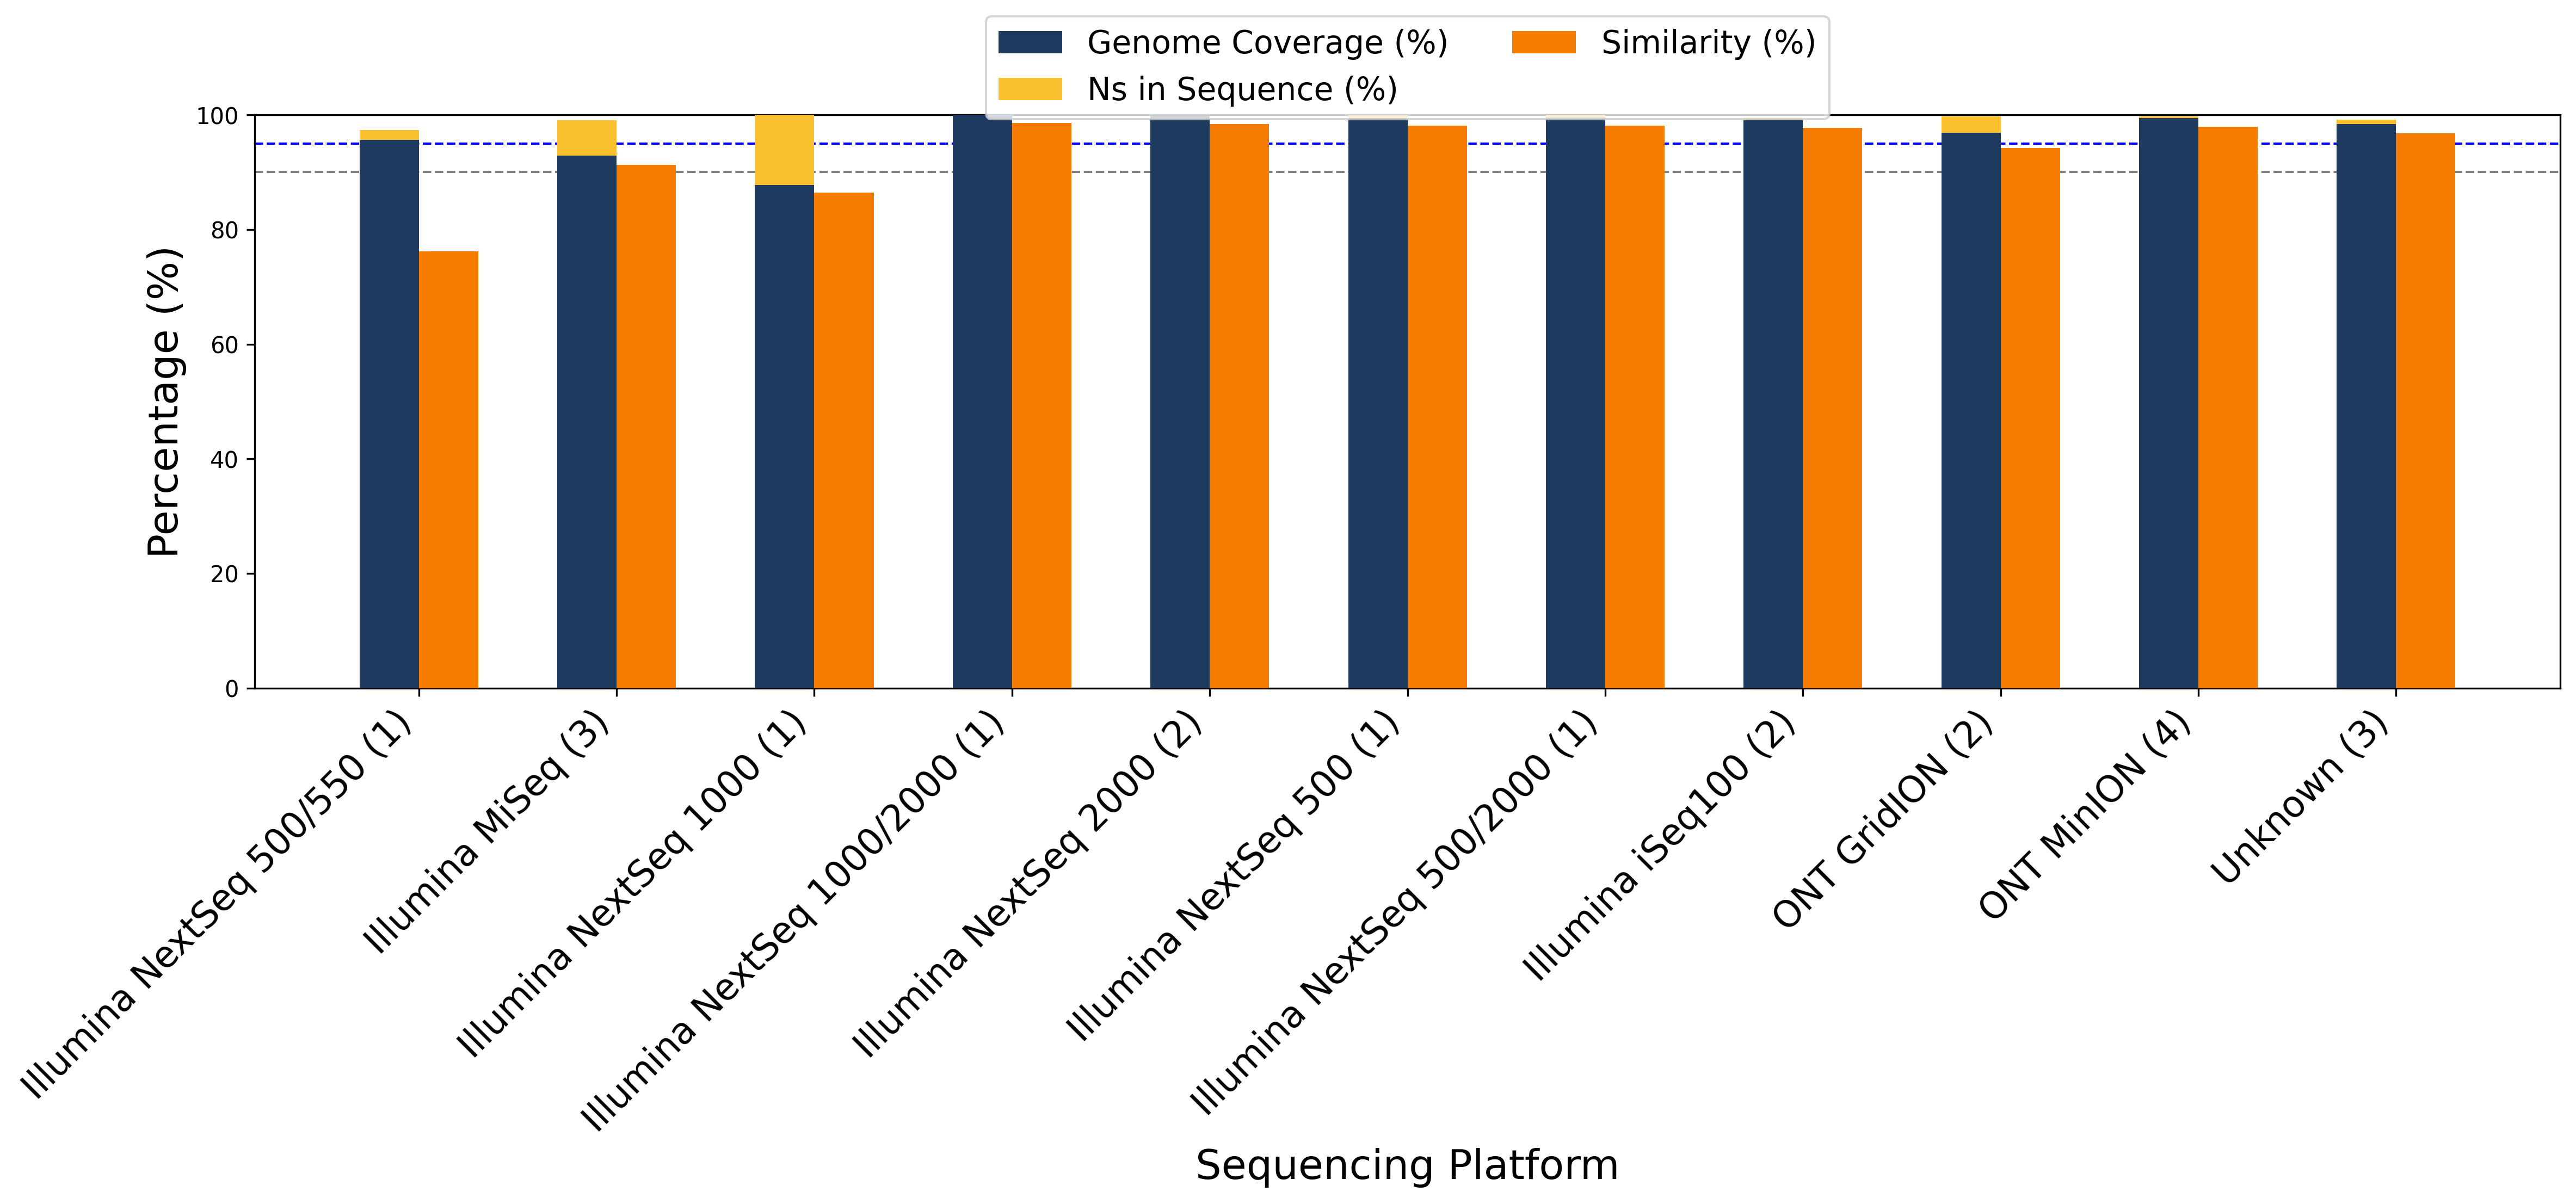 Genome Coverage (%)
Ns in Sequence (%)
Similarity (%)
Percentage (%)
100
80
60
40
20
0
Illumina NextSeq 500/550 (1)
Illumina MiSeq (3)
Illumina NextSeq 1000 (1)
Illumina NextSeq 1000/2000 (1)
Illumina NextSeq 2000 (2)
Illumina NextSeq 500 (1)
Illumina NextSeq 500/2000 (1)
Illumina iSeq100 (2)
ONT GridION (2)
ONT MinION (4)
Unknown (3)
Sequencing Platform